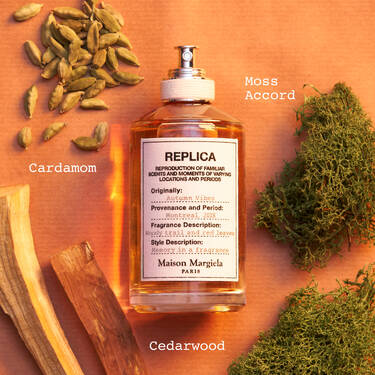 Moss
Accord
Cardamom
REPLICA
REPRODUCTION OF FAMILIAR
SCENTS AND MOMENTS OF VARYING
LOCATIONS AND PERIODS
Originally:
Autumn Vibes
Provenance and Period:
Montreal,
Fragrance Description:
Woody trail and red leaves
Style Description:
Memory in a fragrance
Maison Margiela
PARIS
Cedarwood